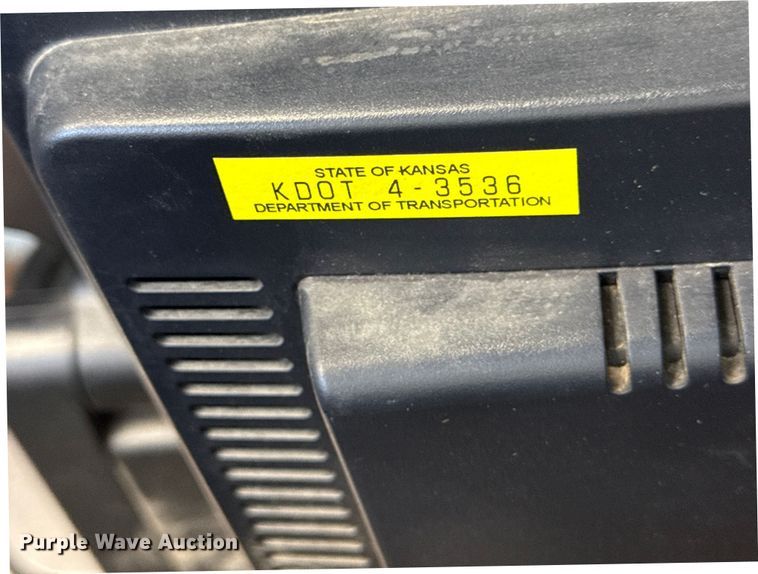 STATE OF KANSAS
KDOT 4-3536
DEPARTMENT OF TRANSPORTATION
Purple Wave Auction